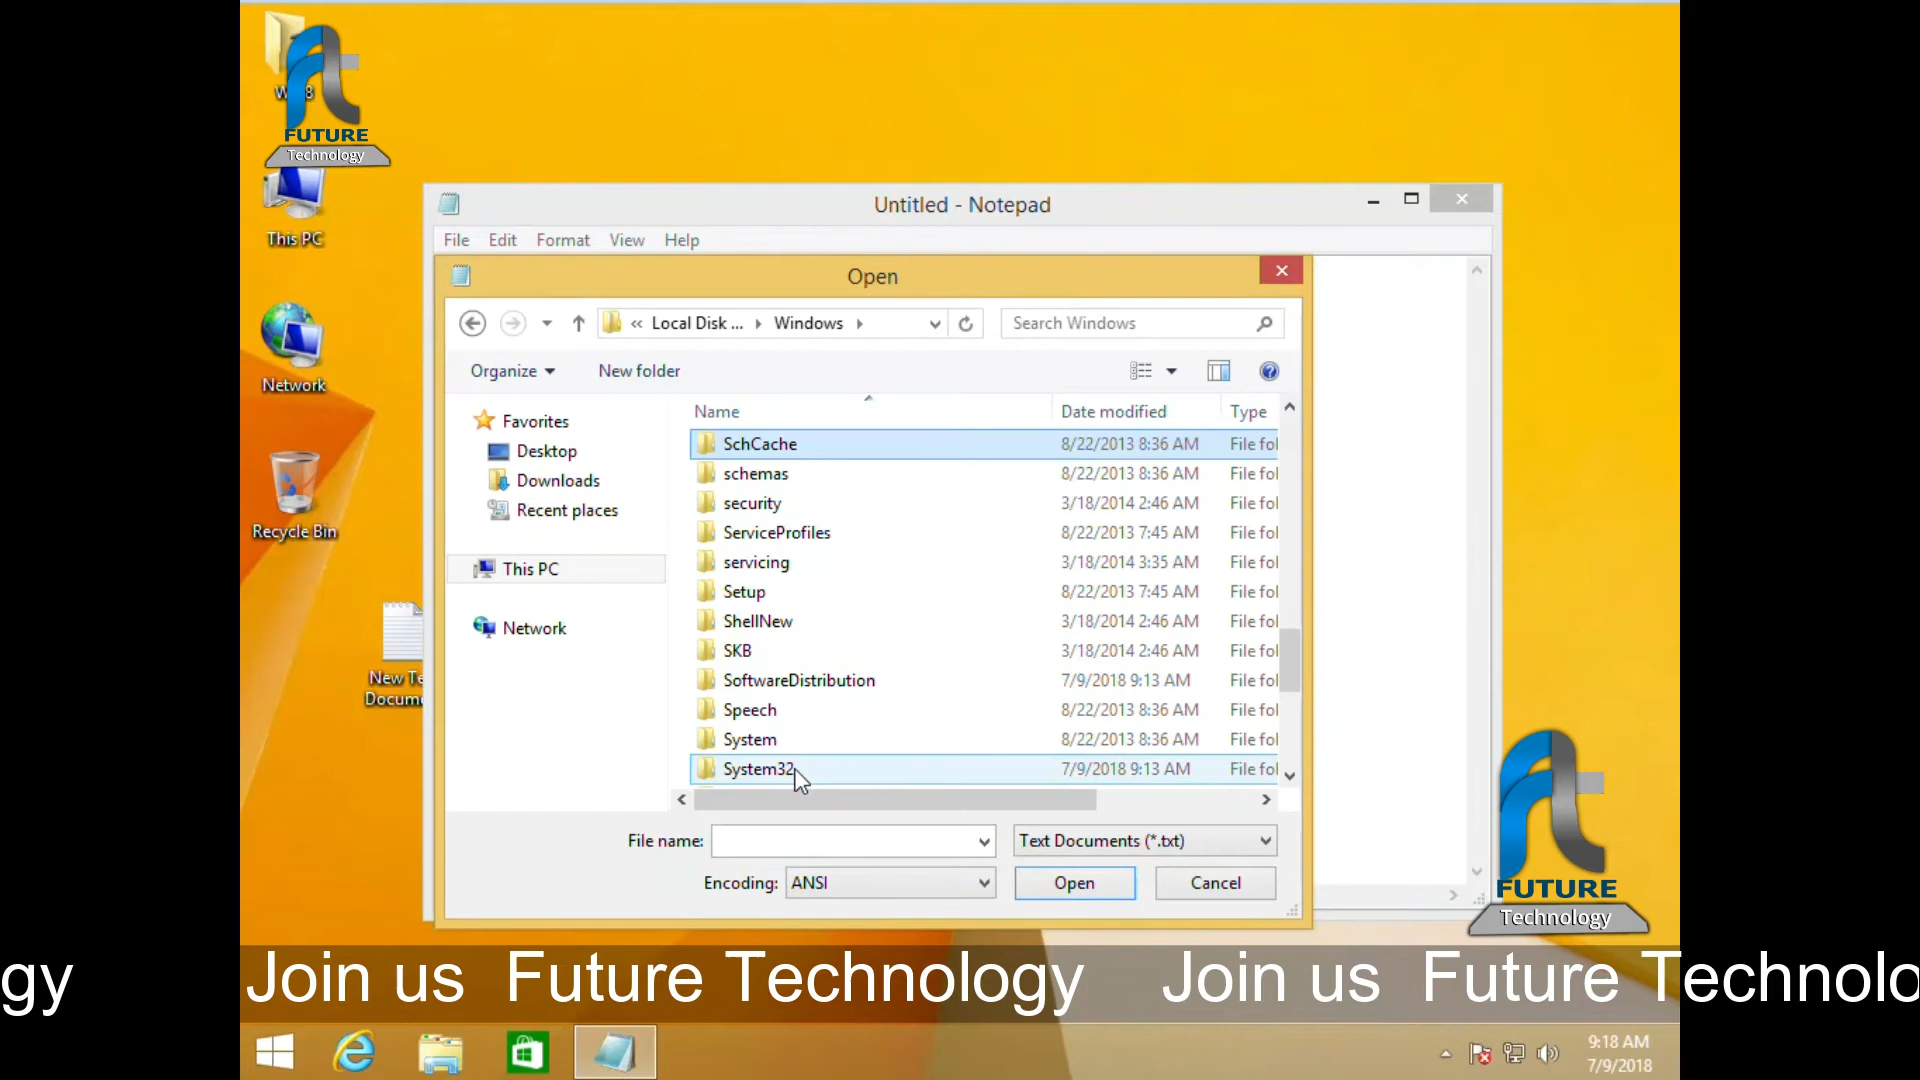 FUTURE
Technology
This PC
Network
Recycle Bin
New Te
Docum
Untitled - Notepad
File Edit Format View Help
Open
« Local Disk ... Windows
Search Windows
Organize New folder
Favorites
Desktop
Downloads
Recent places
This PC
Network
Name Date modified Type
SchCache 8/22/2013 8:36 AM File fol
schemas 8/22/2013 8:36 AM File fol
security 3/18/2014 2:46 AM File fol
ServiceProfiles 8/22/2013 7:45 AM File fol
servicing 3/18/2014 3:35 AM File fol
Setup 8/22/2013 7:45 AM File fol
ShellNew 3/18/2014 2:46 AM File fol
SKB 3/18/2014 2:46 AM File fol
SoftwareDistribution 7/9/2018 9:13 AM File fol
Speech 8/22/2013 8:36 AM File fol
System 8/22/2013 8:36 AM File fol
System32 7/9/2018 9:13 AM File fol
File name: Text Documents (*.txt)
Encoding: ANSI Open Cancel
FUTURE
Technology
gy Join us Future Technology Join us Future Technolo
9:18 AM
7/9/2018